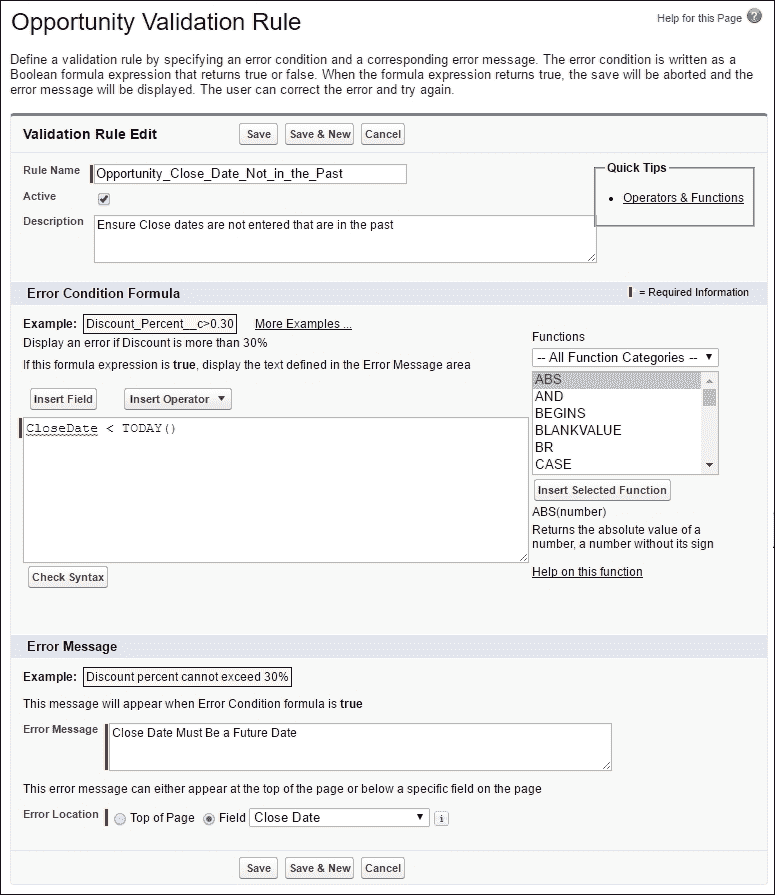 Opportunity Validation Rule
Help for this Page ?
Define a validation rule by specifying an error condition and a corresponding error message. The error condition is written as a
Boolean formula expression that returns true or false. When the formula expression returns true, the save will be aborted and the
error message will be displayed. The user can correct the error and try again.
Validation Rule Edit Save Save & New Cancel
Rule Name Opportunity_Close_Date_Not_in_the_Past
Quick Tips
Active
• Operators & Functions
Description Ensure Close dates are not entered that are in the past
Error Condition Formula = Required Information
Example: Discount_Percent__c>0.30 More Examples ...
Display an error if Discount is more than 30%
If this formula expression is true, display the text defined in the Error Message area
Functions
-- All Function Categories --
Insert Field Insert Operator
ABS
AND
BEGINS
BLANKVALUE
BR
CASE
CloseDate < TODAY()
Insert Selected Function
ABS(number)
Returns the absolute value of a
number, a number without its sign
Help on this function
Check Syntax
Error Message
Example: Discount percent cannot exceed 30%
This message will appear when Error Condition formula is true
Error Message Close Date Must Be a Future Date
This error message can either appear at the top of the page or below a specific field on the page
Error Location Top of Page Field Close Date i
Save Save & New Cancel